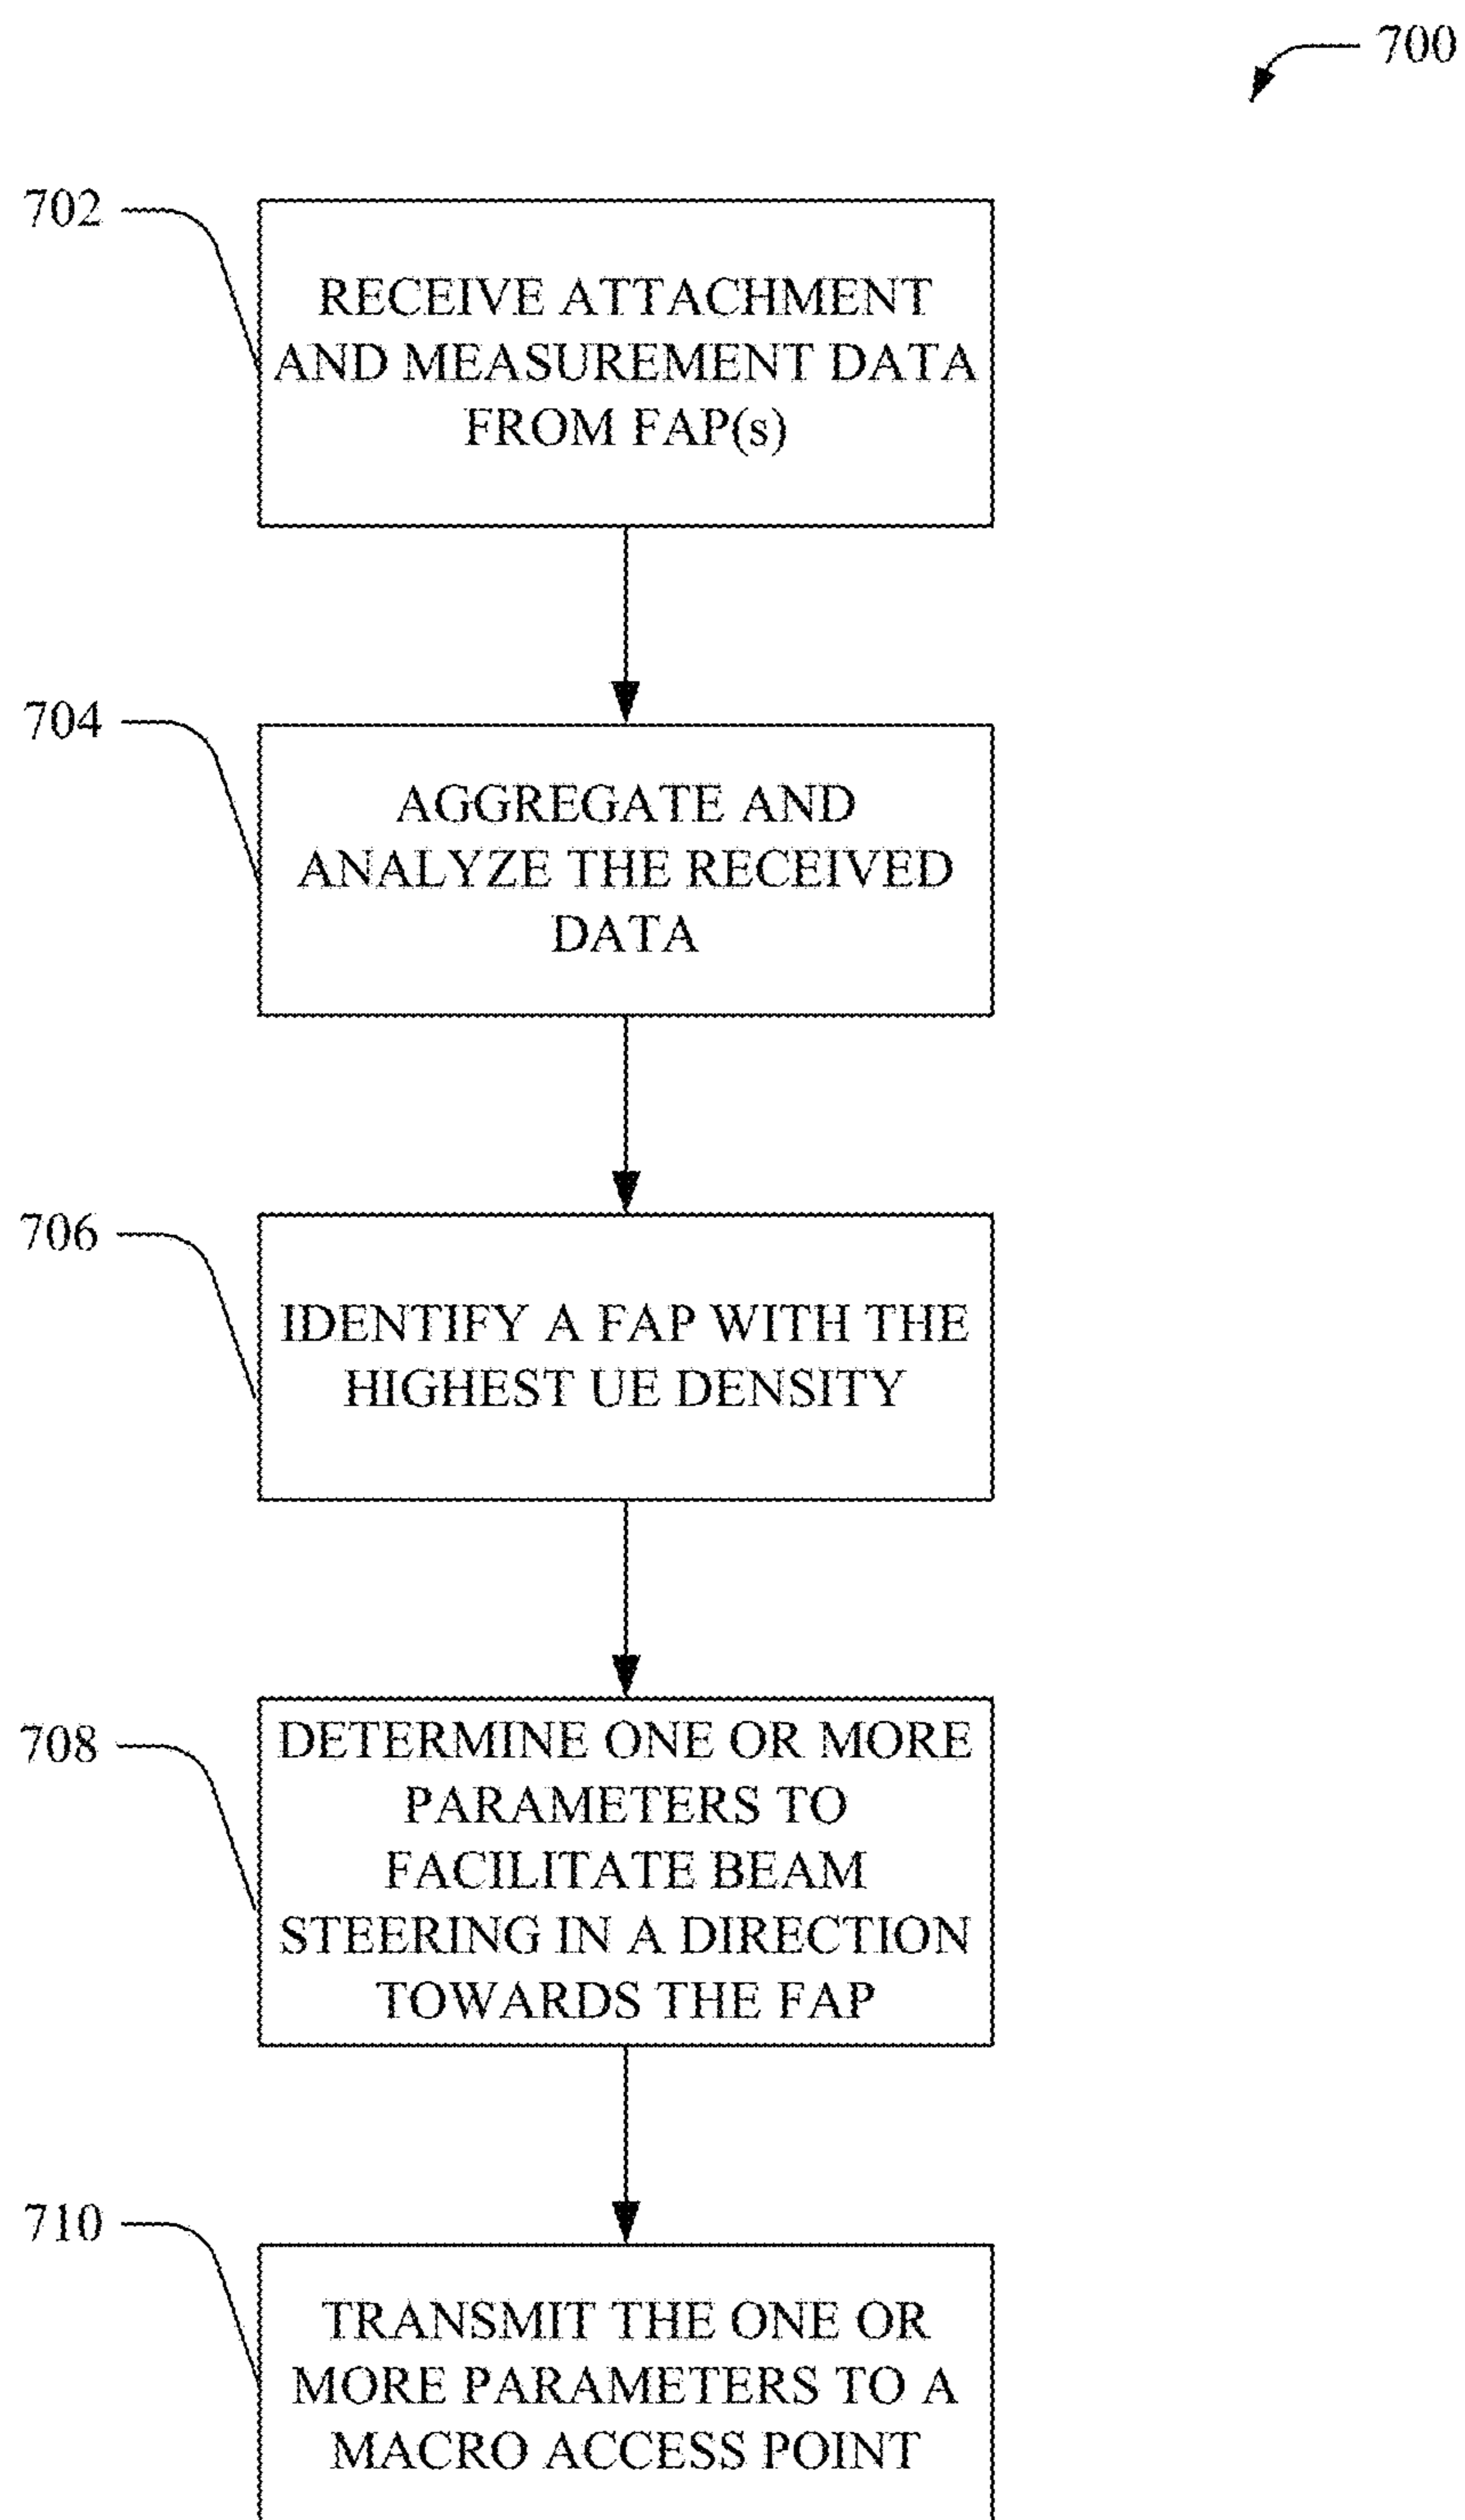 700
702
RECEIVE ATTACHMENT
AND MEASUREMENT DATA
FROM FAP(s)
704
AGGREGATE AND
ANALYZE THE RECEIVED
DATA
706
IDENTIFY A FAP WITH THE
HIGHEST UE DENSITY
708
DETERMINE ONE OR MORE
PARAMETERS TO
FACILITATE BEAM
STEERING IN A DIRECTION
TOWARDS THE FAP
710
TRANSMIT THE ONE OR
MORE PARAMETERS TO A
MACRO ACCESS POINT